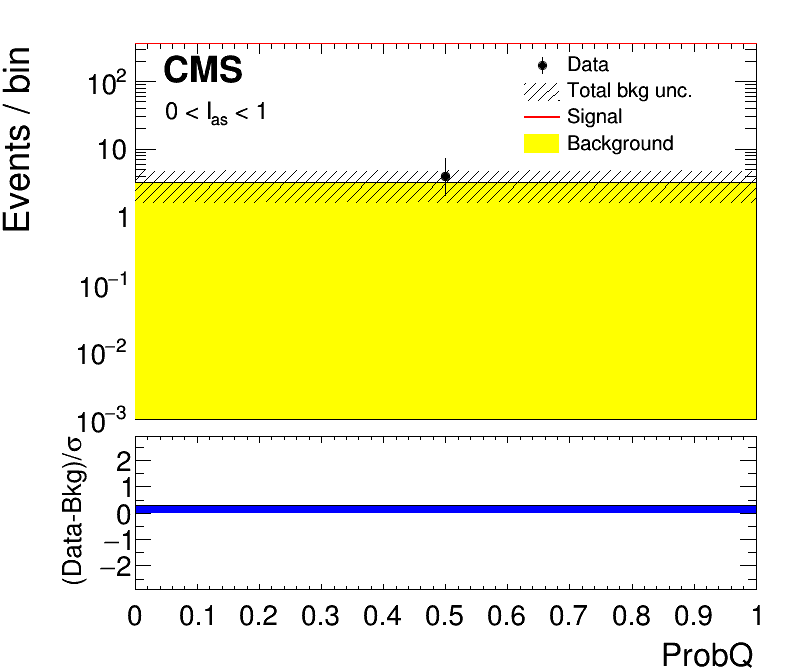 CMS
0 < I_as < 1
Data
Total bkg unc.
Signal
Background
Events / bin
10²
10
1
10⁻¹
10⁻²
10⁻³
(Data-Bkg)/σ
2
1
0
−1
−2
0 0.1 0.2 0.3 0.4 0.5 0.6 0.7 0.8 0.9 1
ProbQ